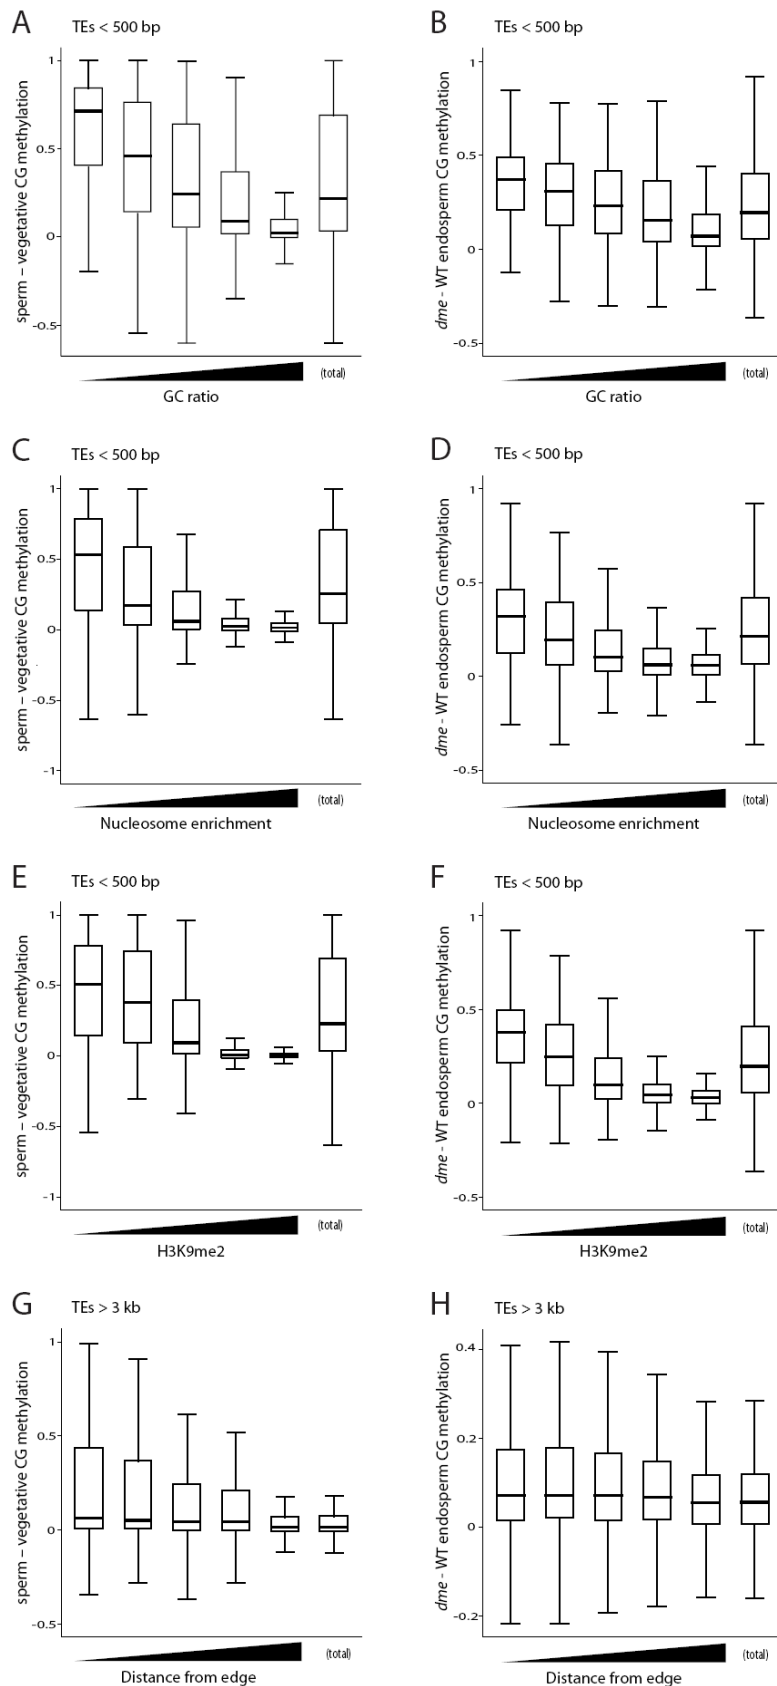 A TEs < 500 bp
sperm – vegetative CG methylation
1
0.5
0
-0.5
(total)
GC ratio
B TEs < 500 bp
dme - WT endosperm CG methylation
1
0.5
0
-0.5
(total)
GC ratio
C TEs < 500 bp
sperm – vegetative CG methylation
1
0.5
0
-0.5
-1
(total)
Nucleosome enrichment
D TEs < 500 bp
dme - WT endosperm CG methylation
1
0.5
0
-0.5
(total)
Nucleosome enrichment
E TEs < 500 bp
sperm – vegetative CG methylation
1
0.5
0
-0.5
-1
(total)
H3K9me2
F TEs < 500 bp
dme - WT endosperm CG methylation
1
0.5
0
-0.5
(total)
H3K9me2
G TEs > 3 kb
sperm – vegetative CG methylation
1
0.5
0
-0.5
(total)
Distance from edge
H TEs > 3 kb
dme - WT endosperm CG methylation
0.4
0.2
0
-0.2
(total)
Distance from edge